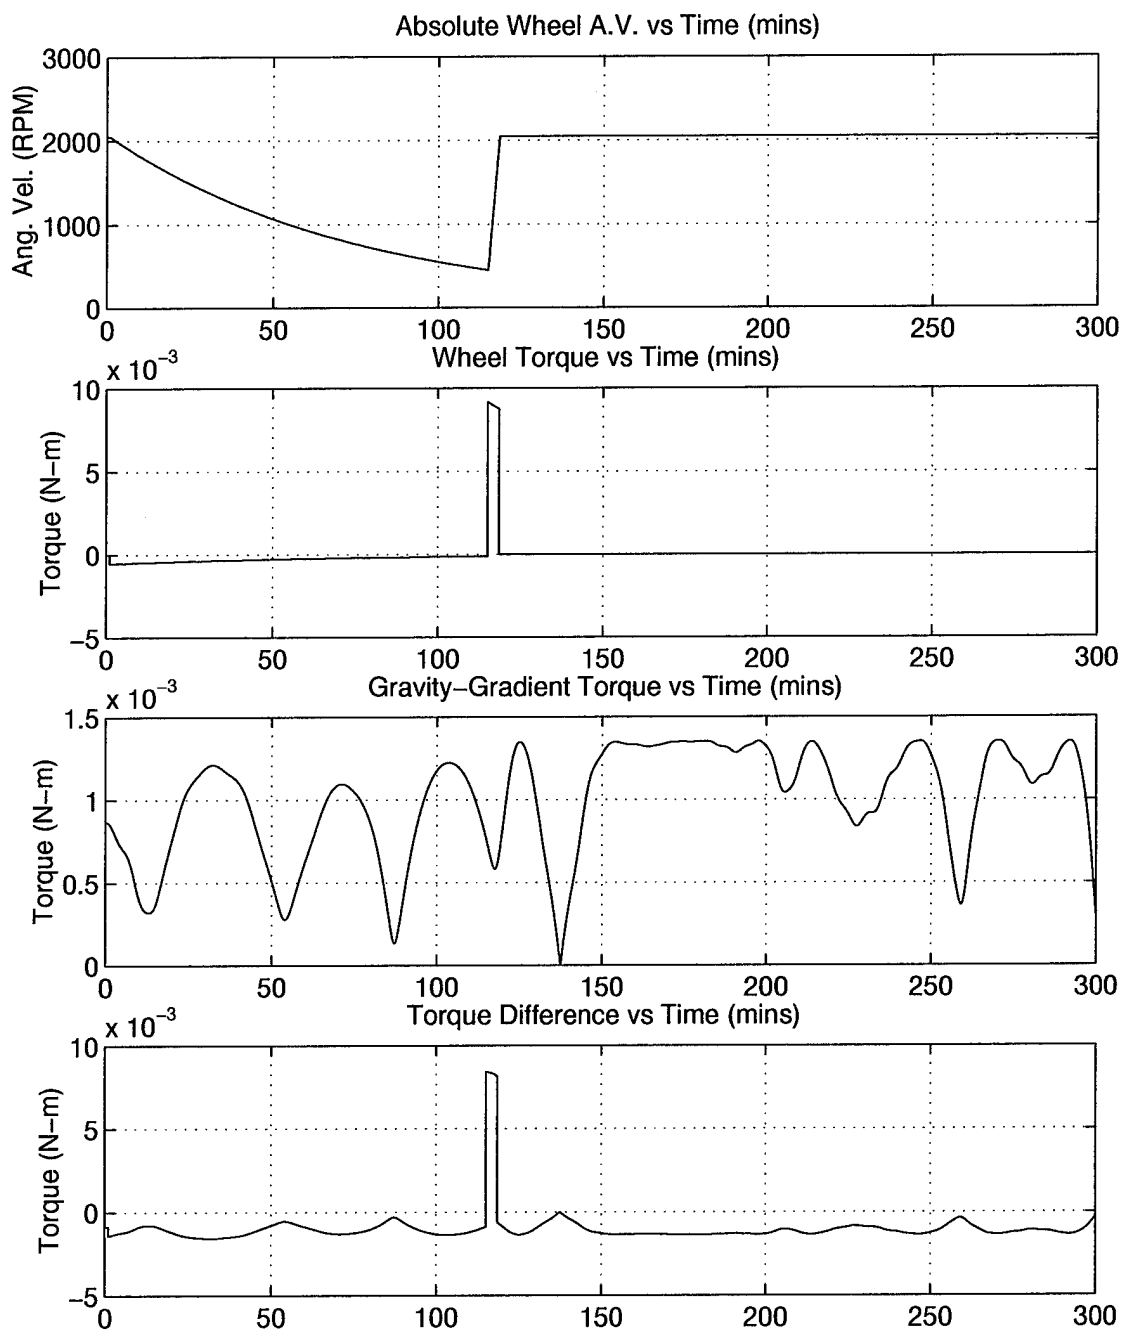 Absolute Wheel A.V. vs Time (mins)
3000
2000
1000
0
Ang. Vel. (RPM)
0 50 100 150 200 250 300
Wheel Torque vs Time (mins)
x 10⁻³
10
5
0
−5
Torque (N−m)
0 50 100 150 200 250 300
Gravity−Gradient Torque vs Time (mins)
x 10⁻³
1.5
1
0.5
0
Torque (N−m)
0 50 100 150 200 250 300
Torque Difference vs Time (mins)
x 10⁻³
10
5
0
−5
Torque (N−m)
0 50 100 150 200 250 300